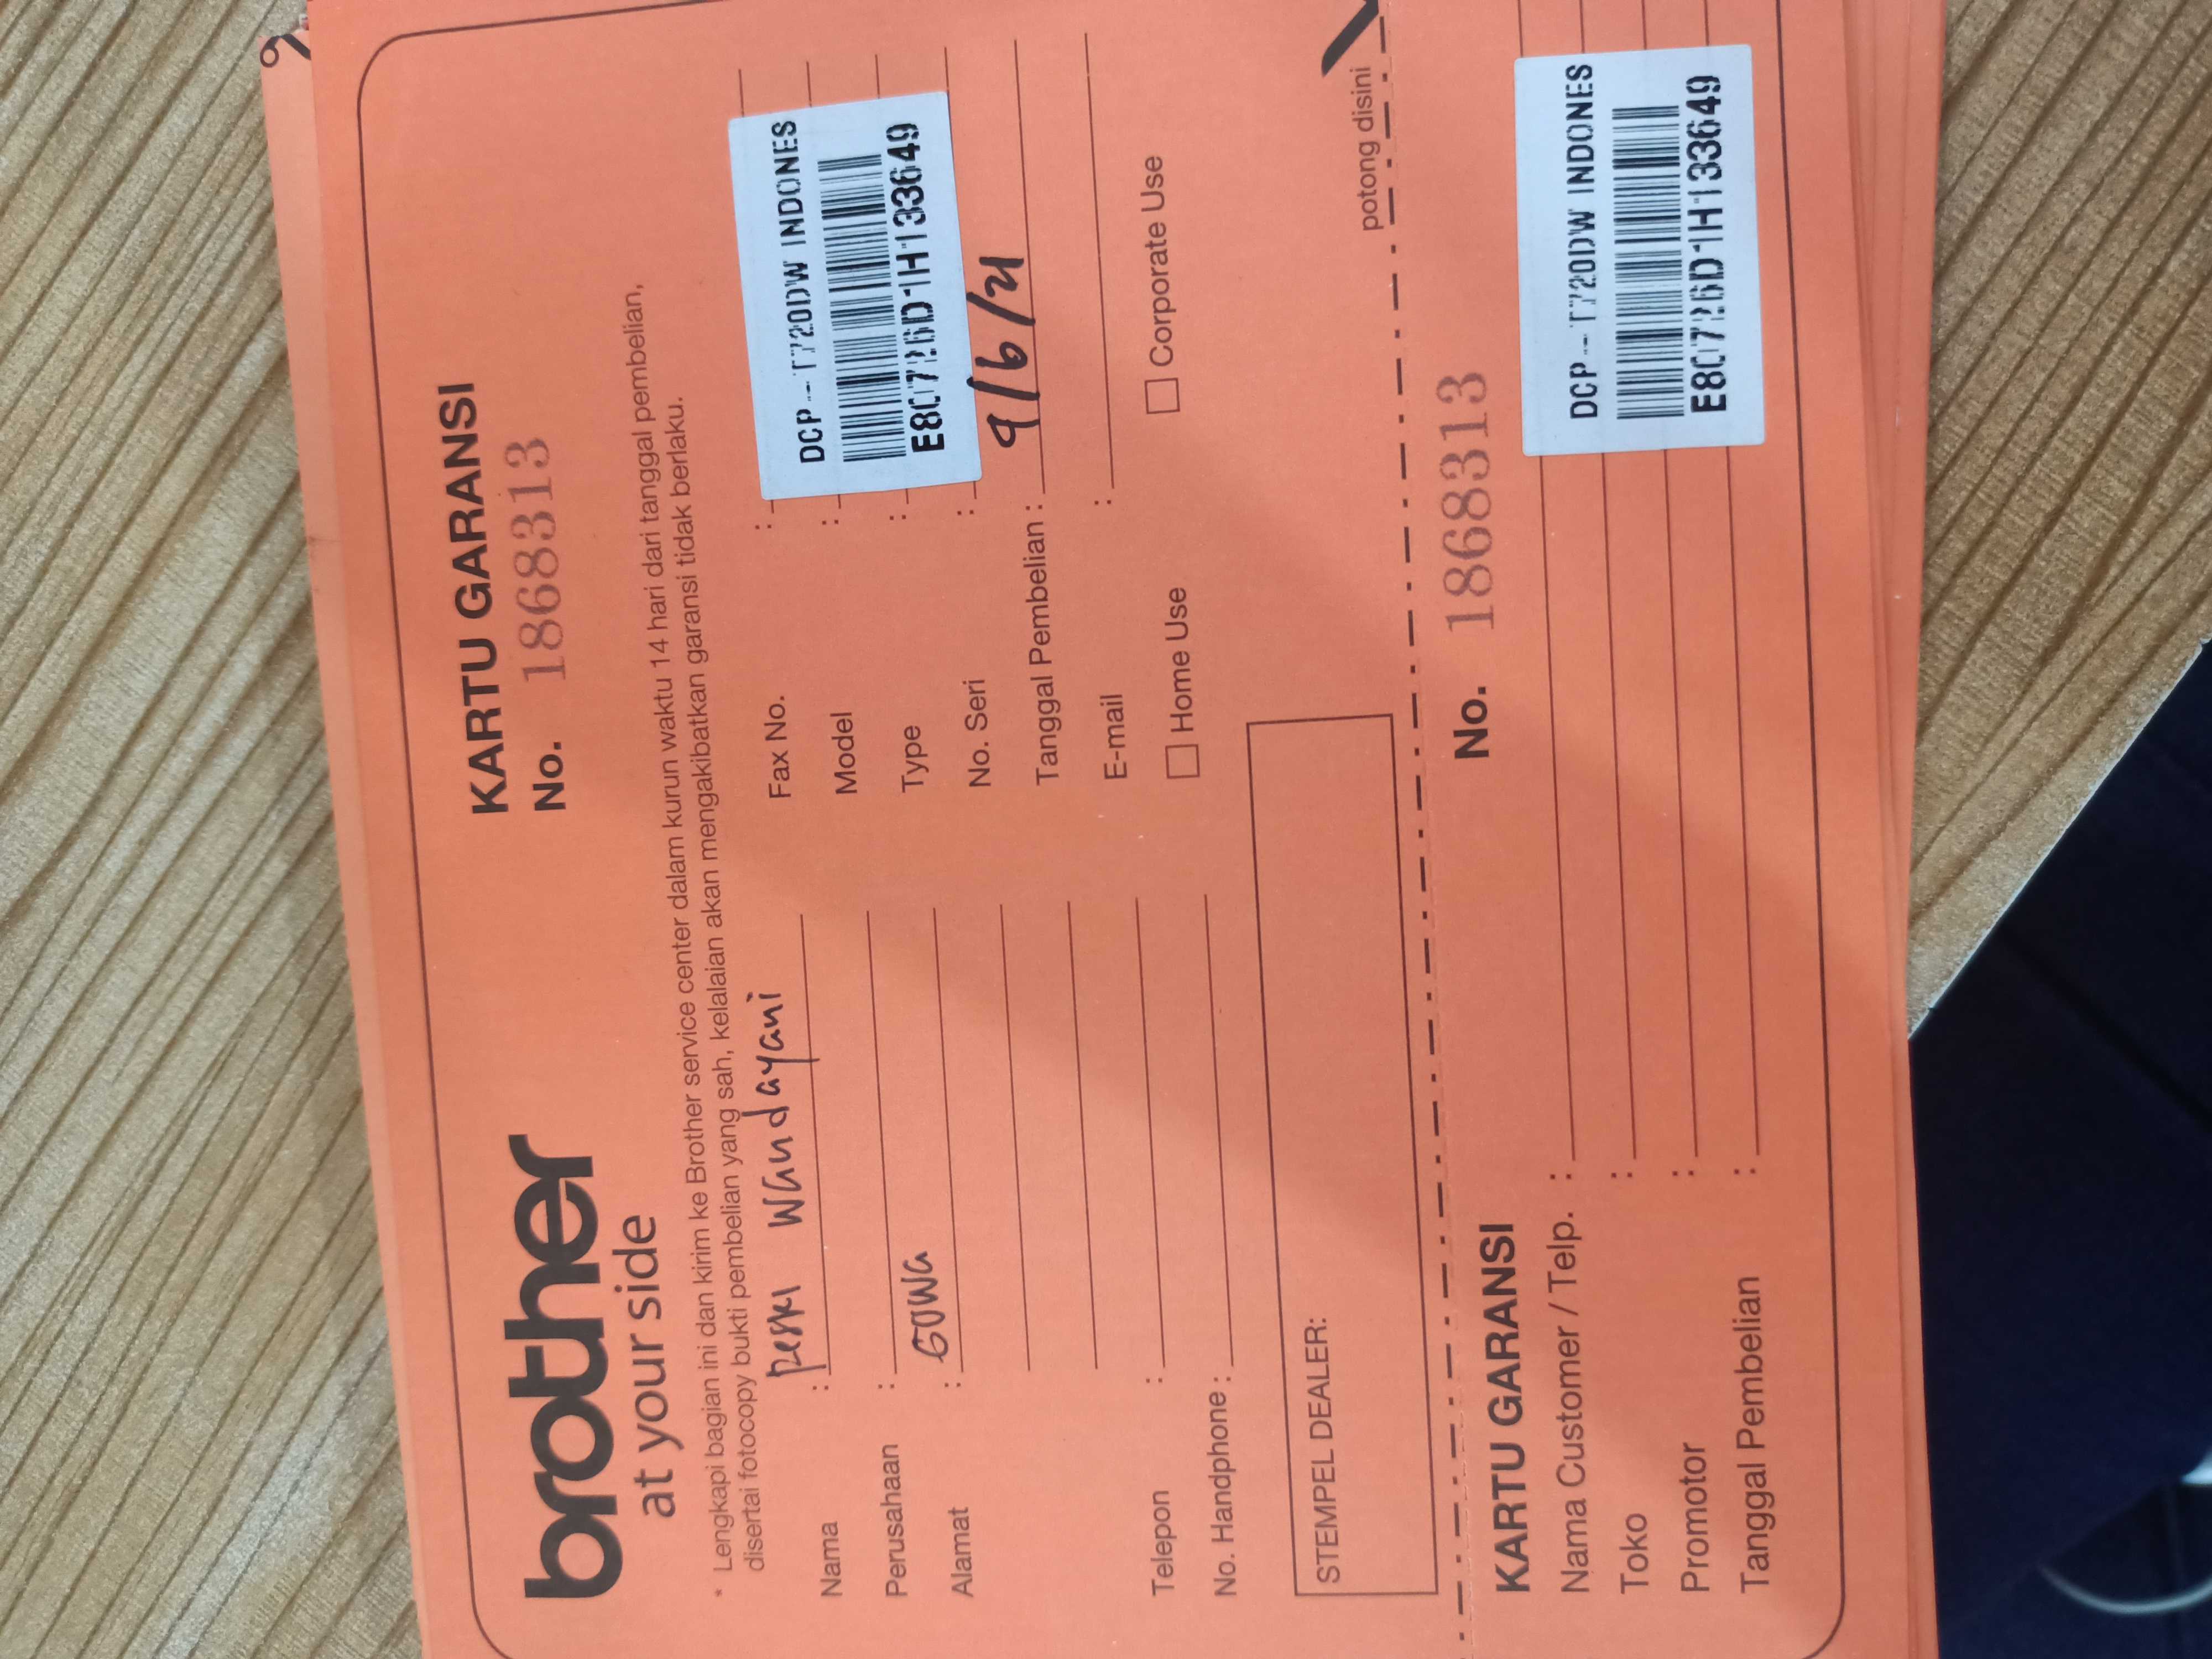 brother
at your side
KARTU GARANSI
No. 1868313
* Lengkapi bagian ini dan kirim ke Brother service center dalam kurun waktu 14 hari dari tanggal pembelian,
disertai fotocopy bukti pembelian yang sah, kelalaian akan mengakibatkan garansi tidak berlaku.
Nama : Wandayani
Perusahaan :
Alamat : GOWA
Telepon :
No. Handphone :
Fax No. :
Model :
Type :
No. Seri :
Tanggal Pembelian : 9/6/21
E-mail :
Home Use
Corporate Use
DCP-T720DW INDONES
E80726D1H133649
STEMPEL DEALER:
potong disini
KARTU GARANSI
No. 1868313
Nama Customer / Telp. :
Toko :
Promotor :
Tanggal Pembelian :
DCP-T720DW INDONES
E80726D1H133649